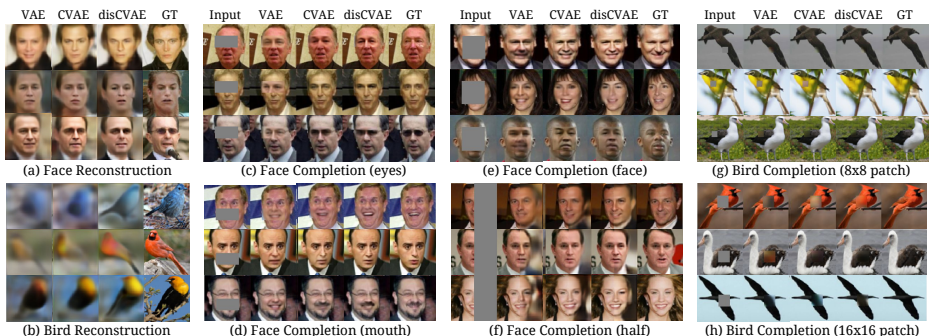 VAE CVAE disCVAE GT
Input VAE CVAE disCVAE GT
Input VAE CVAE disCVAE GT
Input VAE CVAE disCVAE GT
(a) Face Reconstruction
(c) Face Completion (eyes)
(e) Face Completion (face)
(g) Bird Completion (8x8 patch)
(b) Bird Reconstruction
(d) Face Completion (mouth)
(f) Face Completion (half)
(h) Bird Completion (16x16 patch)